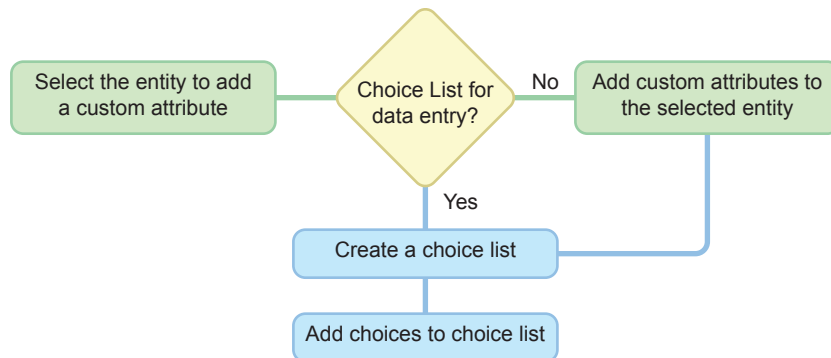 Select the entity to add
a custom attribute
Choice List for
data entry?
No
Add custom attributes to
the selected entity
Yes
Create a choice list
Add choices to choice list